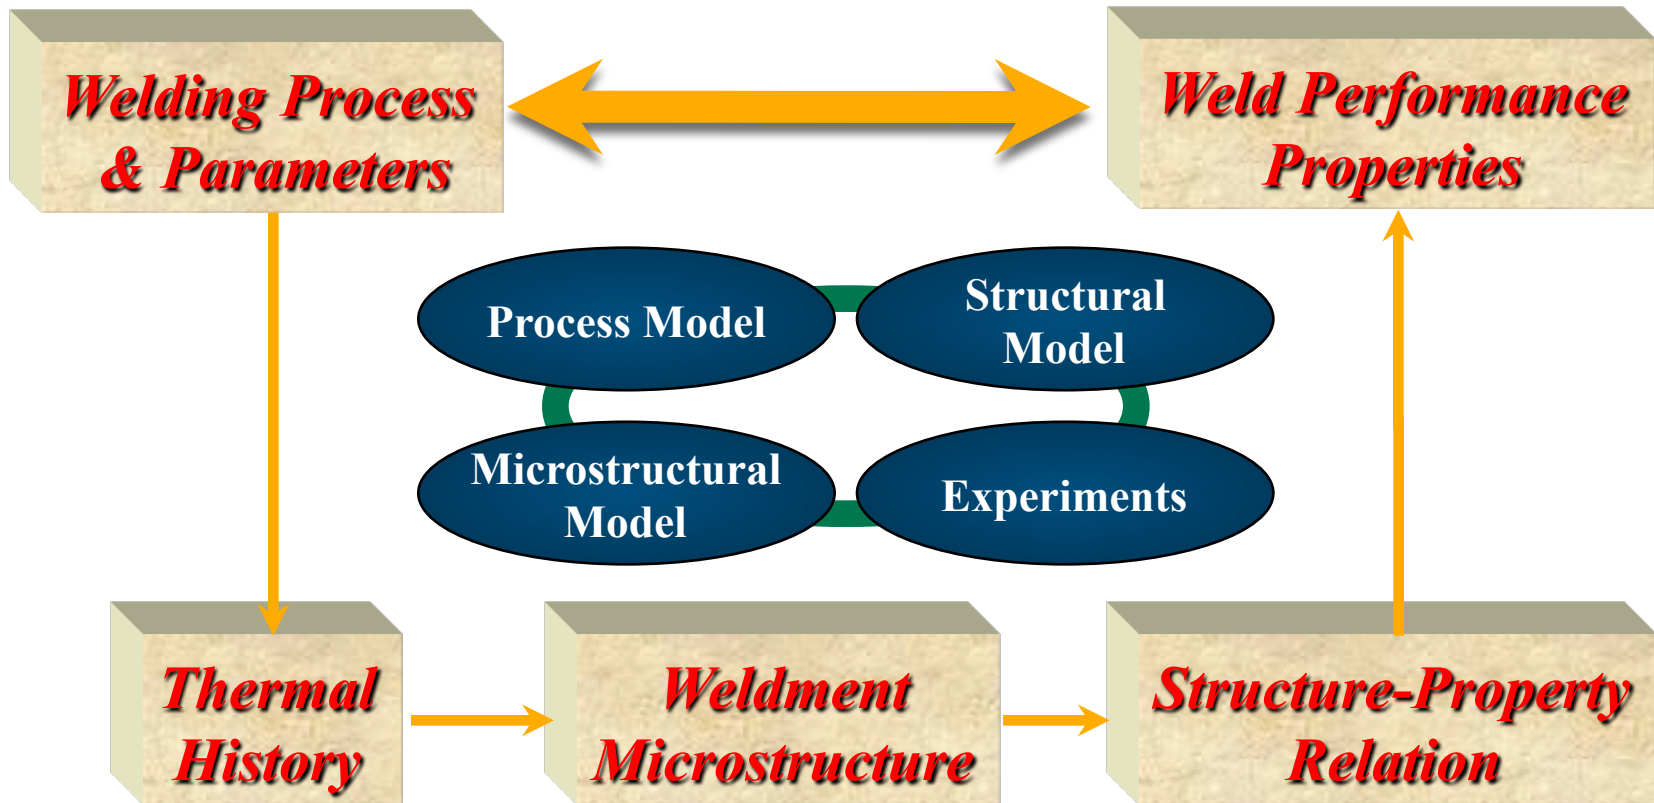 Welding Process
& Parameters
Weld Performance
Properties
Process Model
Structural
Model
Microstructural
Model
Experiments
Thermal
History
Weldment
Microstructure
Structure-Property
Relation